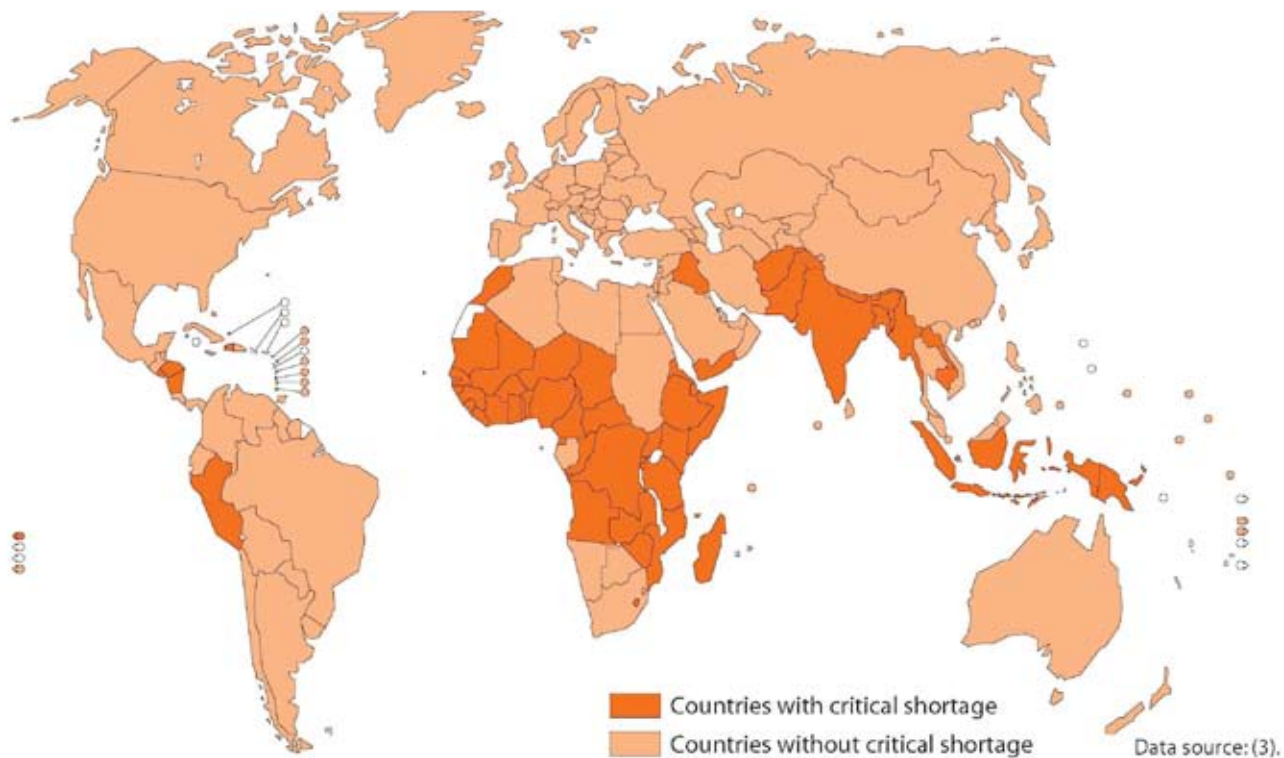 Countries with critical shortage
Countries without critical shortage
Data source: (3).